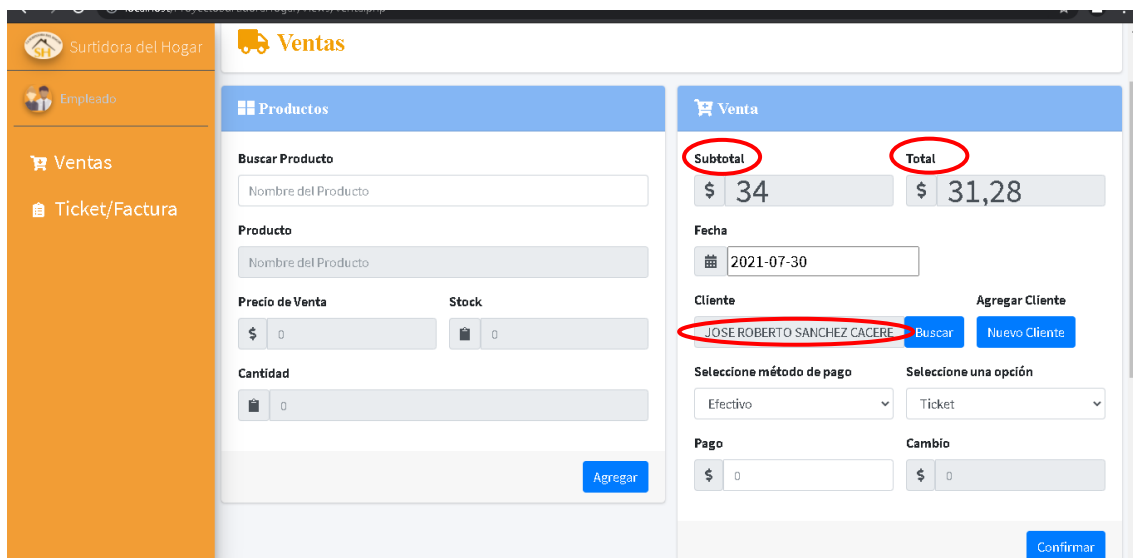 Surtidora del Hogar
Ventas
Empleado
Ventas
Ticket/Factura
Productos
Buscar Producto
Nombre del Producto
Producto
Nombre del Producto
Precio de Venta Stock
$ 0 0
Cantidad
0
Agregar
Venta
Subtotal Total
$ 34 $ 31,28
Fecha
2021-07-30
Cliente Agregar Cliente
JOSE ROBERTO SANCHEZ CACERE Buscar Nuevo Cliente
Seleccione método de pago Seleccione una opción
Efectivo Ticket
Pago Cambio
$ 0 $ 0
Confirmar